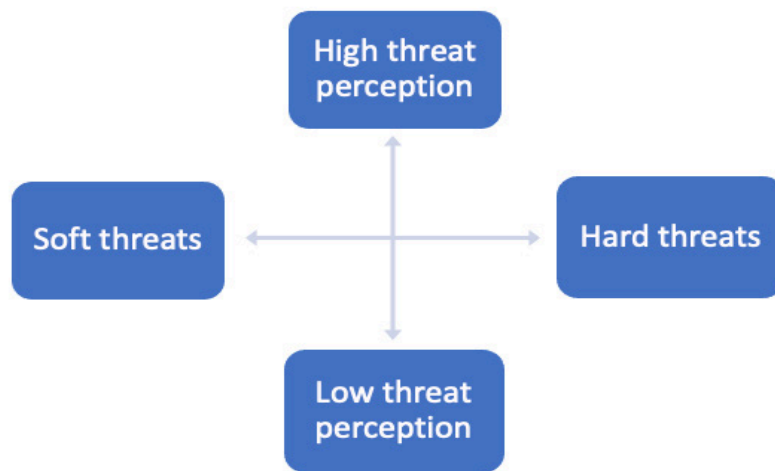 High threat
perception
Soft threats
Hard threats
Low threat
perception